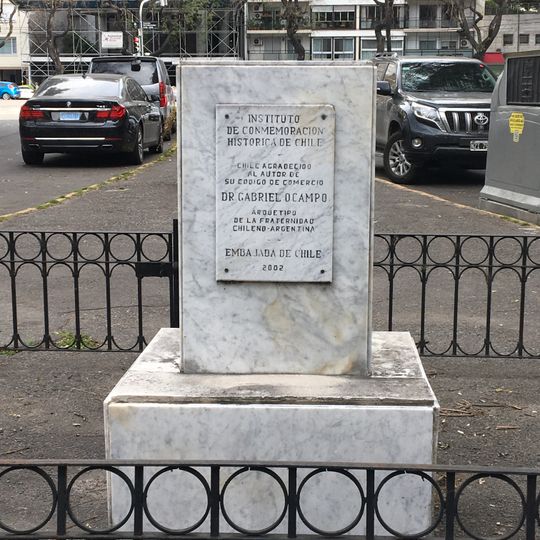 INSTITUTO
DE CONMEMORACION
HISTORICA DE CHILE
CHILE AGRADECIDO
AL AUTOR DE
SU CODIGO DE COMERCIO
DR GABRIEL OCAMPO
ARQUETIPO
DE LA FRATERNIDAD
CHILENO-ARGENTINA
EMBAJADA DE CHILE
2002